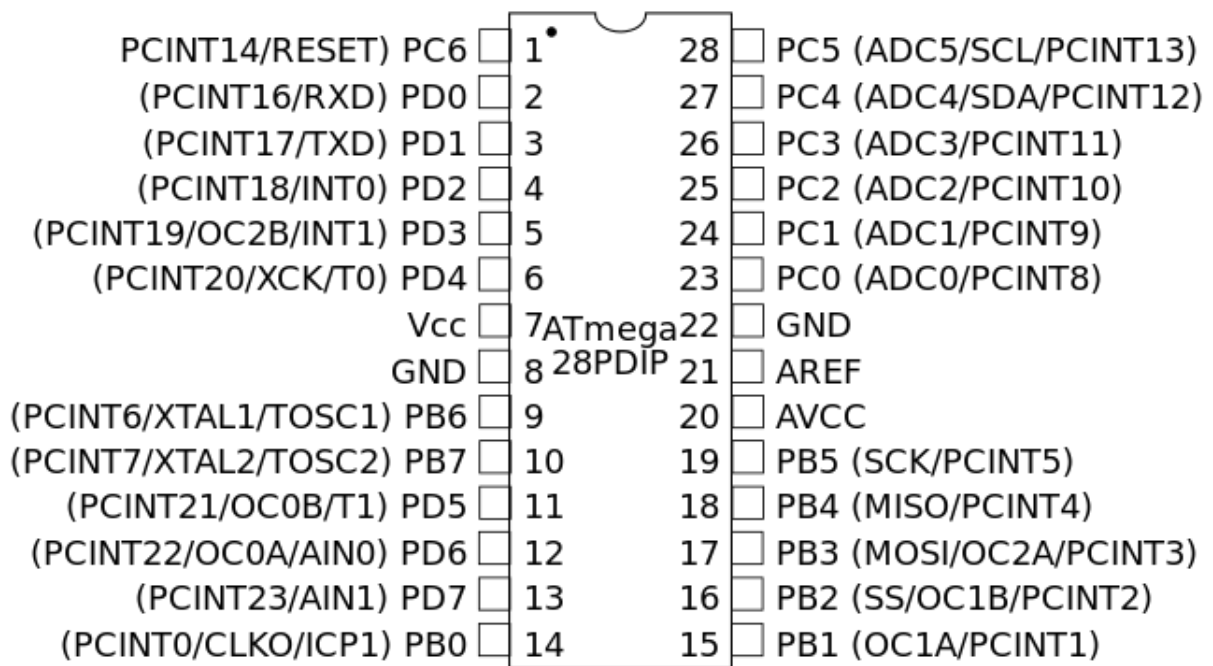 PCINT14/RESET) PC6 1 28 PC5 (ADC5/SCL/PCINT13)
(PCINT16/RXD) PD0 2 27 PC4 (ADC4/SDA/PCINT12)
(PCINT17/TXD) PD1 3 26 PC3 (ADC3/PCINT11)
(PCINT18/INT0) PD2 4 25 PC2 (ADC2/PCINT10)
(PCINT19/OC2B/INT1) PD3 5 24 PC1 (ADC1/PCINT9)
(PCINT20/XCK/T0) PD4 6 23 PC0 (ADC0/PCINT8)
Vcc 7 ATmega 22 GND
GND 8 28PDIP 21 AREF
(PCINT6/XTAL1/TOSC1) PB6 9 20 AVCC
(PCINT7/XTAL2/TOSC2) PB7 10 19 PB5 (SCK/PCINT5)
(PCINT21/OC0B/T1) PD5 11 18 PB4 (MISO/PCINT4)
(PCINT22/OC0A/AIN0) PD6 12 17 PB3 (MOSI/OC2A/PCINT3)
(PCINT23/AIN1) PD7 13 16 PB2 (SS/OC1B/PCINT2)
(PCINT0/CLKO/ICP1) PB0 14 15 PB1 (OC1A/PCINT1)